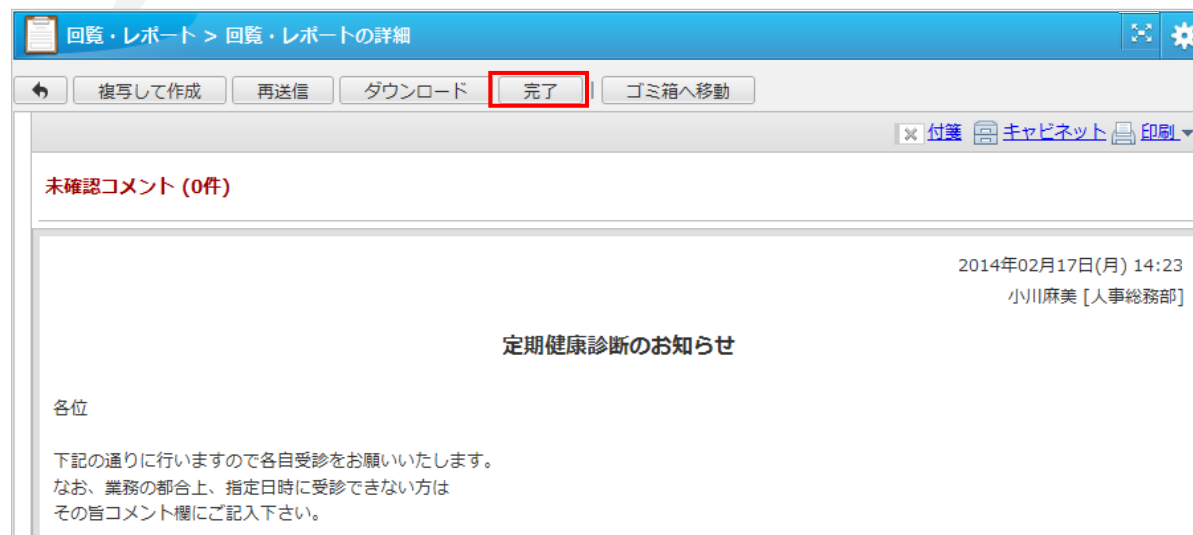 回覧・レポート > 回覧・レポートの詳細
複写して作成 再送信 ダウンロード 完了 ゴミ箱へ移動
付箋 キャビネット 印刷
未確認コメント (0件)
2014年02月17日(月) 14:23
小川麻美 [人事総務部]
定期健康診断のお知らせ
各位
下記の通りに行いますので各自受診をお願いいたします。
なお、業務の都合上、指定日時に受診できない方は
その旨コメント欄にご記入下さい。